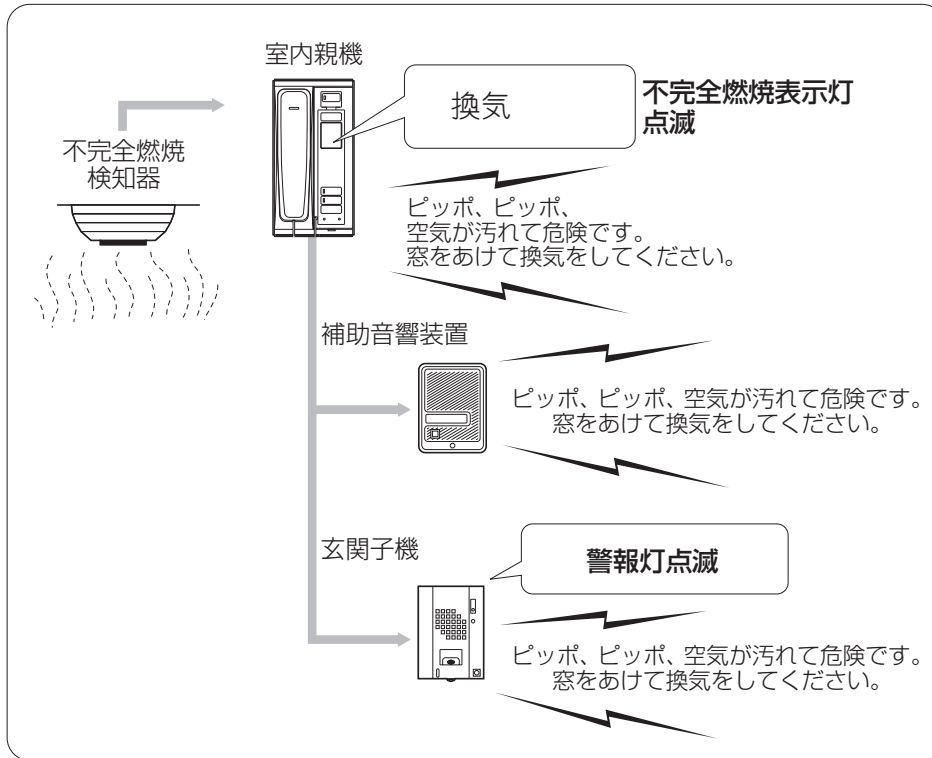 室内親機
換気
不完全燃焼表示灯
点滅
不完全燃焼
検知器
ピッポ、ピッポ、
空気が汚れて危険です。
窓をあけて換気をしてください。
補助音響装置
ピッポ、ピッポ、空気が汚れて危険です。
窓をあけて換気をしてください。
玄関子機
警報灯点滅
ピッポ、ピッポ、空気が汚れて危険です。
窓をあけて換気をしてください。